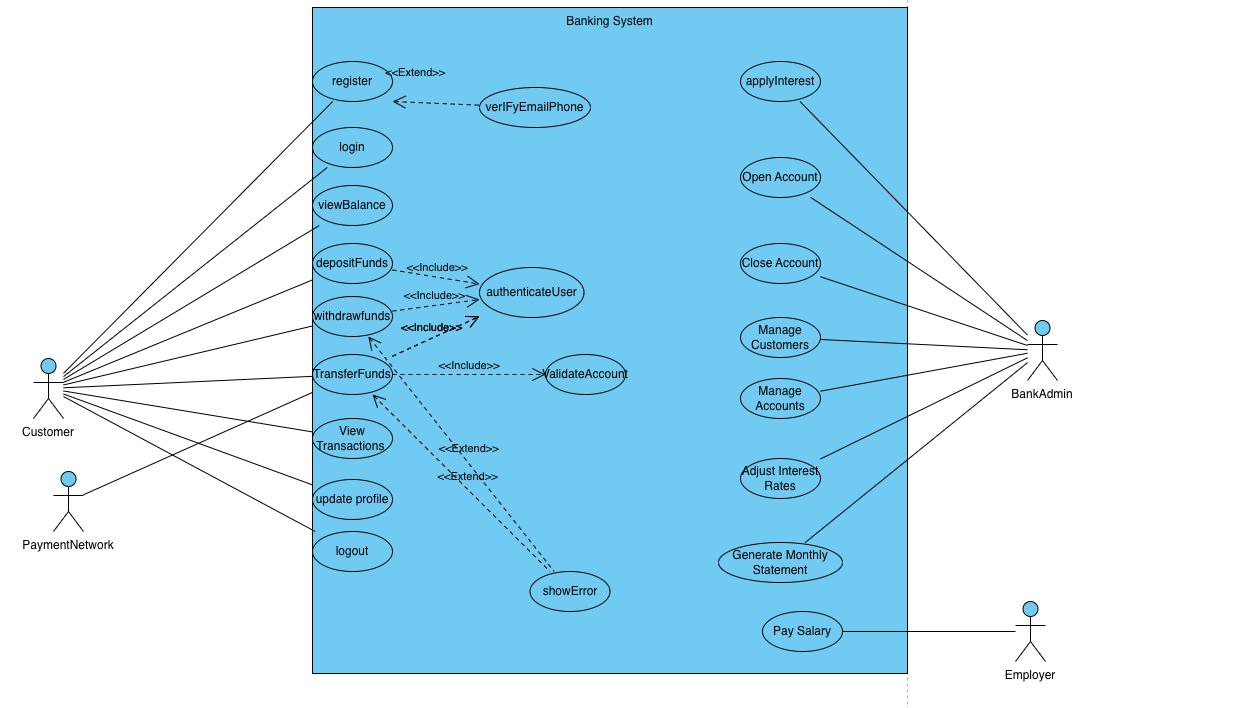 Banking System
register
<<Extend>>
verIFyEmailPhone
applyInterest
login
Open Account
viewBalance
depositFunds
<<Include>>
authenticateUser
Close Account
withdrawfunds
<<Include>>
<<Include>>
Manage
Customers
TransferFunds
<<Include>>
ValidateAccount
Manage
Accounts
BankAdmin
Customer
View
Transactions
<<Extend>>
<<Extend>>
Adjust Interest
Rates
update profile
PaymentNetwork
logout
Generate Monthly
Statement
showError
Pay Salary
Employer